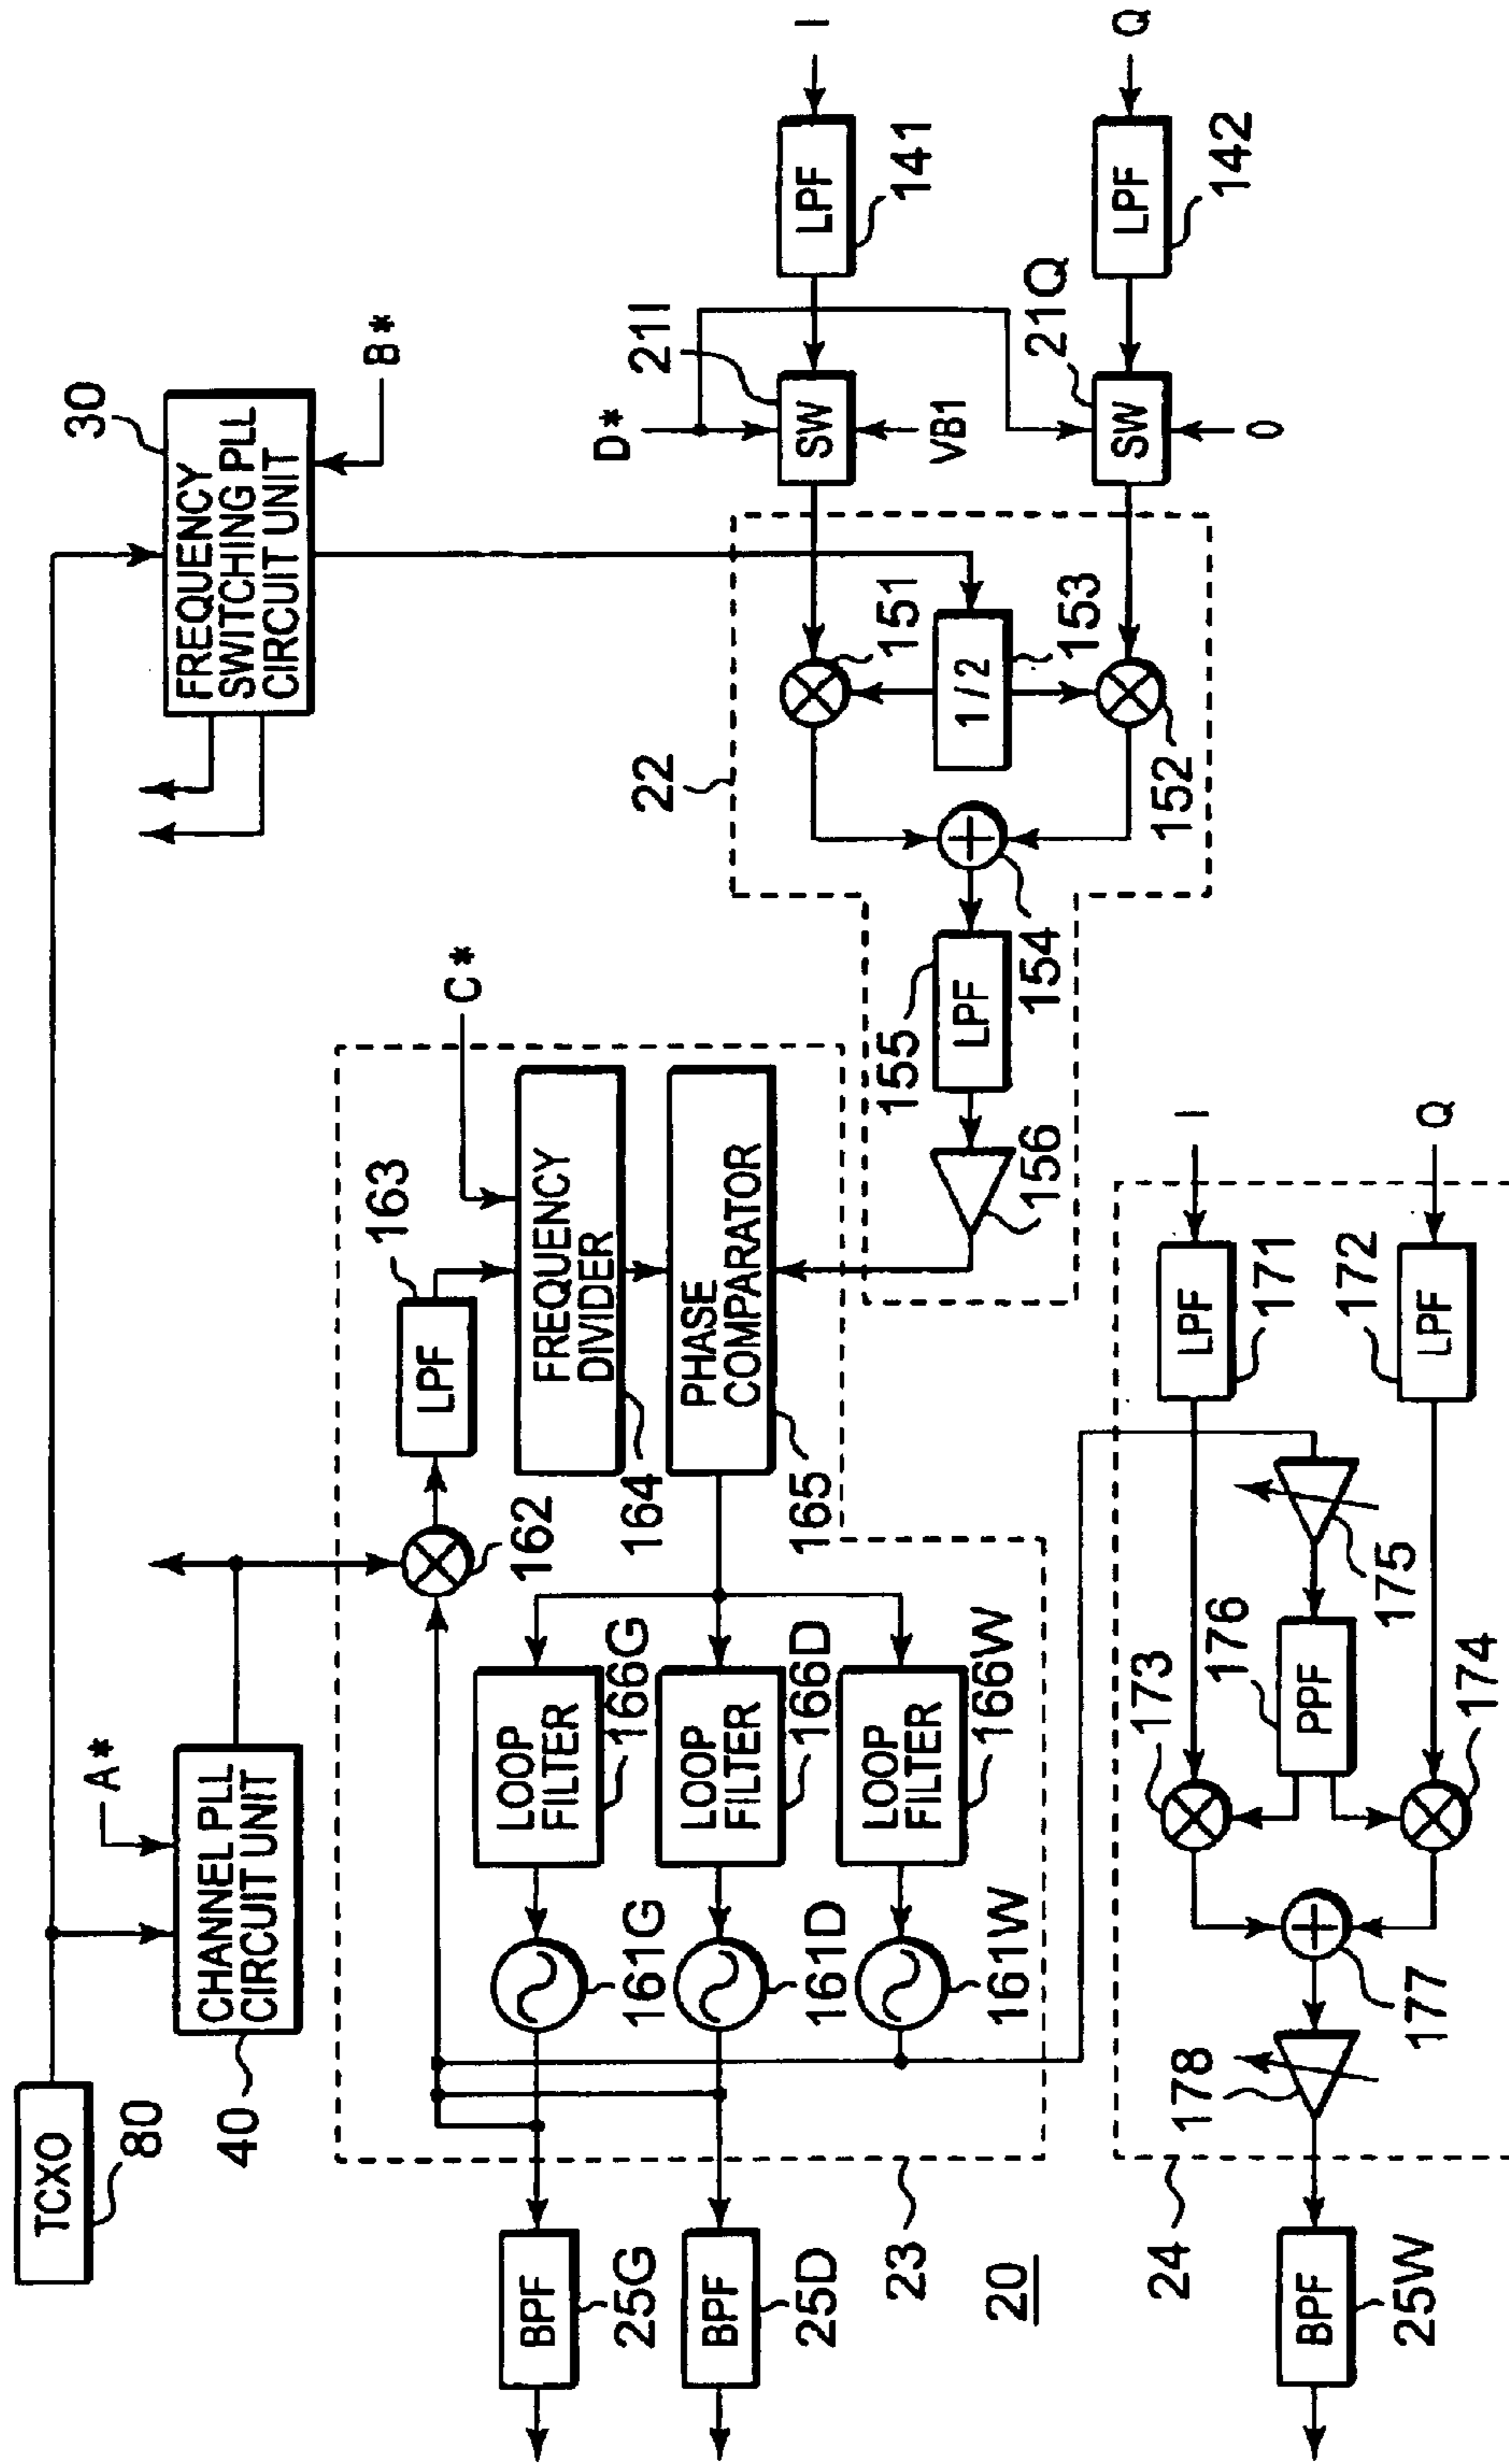 TCXO
80
A*
CHANNEL PLL
CIRCUIT UNIT
40
FREQUENCY
SWITCHING PLL
CIRCUIT UNIT
30
B*
C*
163
LPF
162
FREQUENCY
DIVIDER
164
PHASE
COMPARATOR
165
LOOP
FILTER
166G
LOOP
FILTER
166D
LOOP
FILTER
166W
161G
161D
161W
BPF
25G
BPF
25D
23
20
22
D*
21I
SW
VB1
LPF
141
I
21Q
SW
0
LPF
142
Q
151
1/2
153
152
154
155
LPF
156
I
LPF
171
Q
LPF
172
173
176
PPF
175
174
177
178
24
BPF
25W